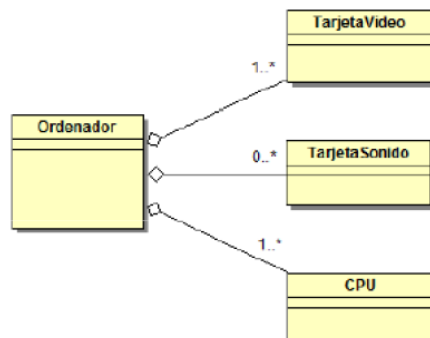 TarjetaVideo
1..*
Ordenador
0..*
TarjetaSonido
1..*
CPU